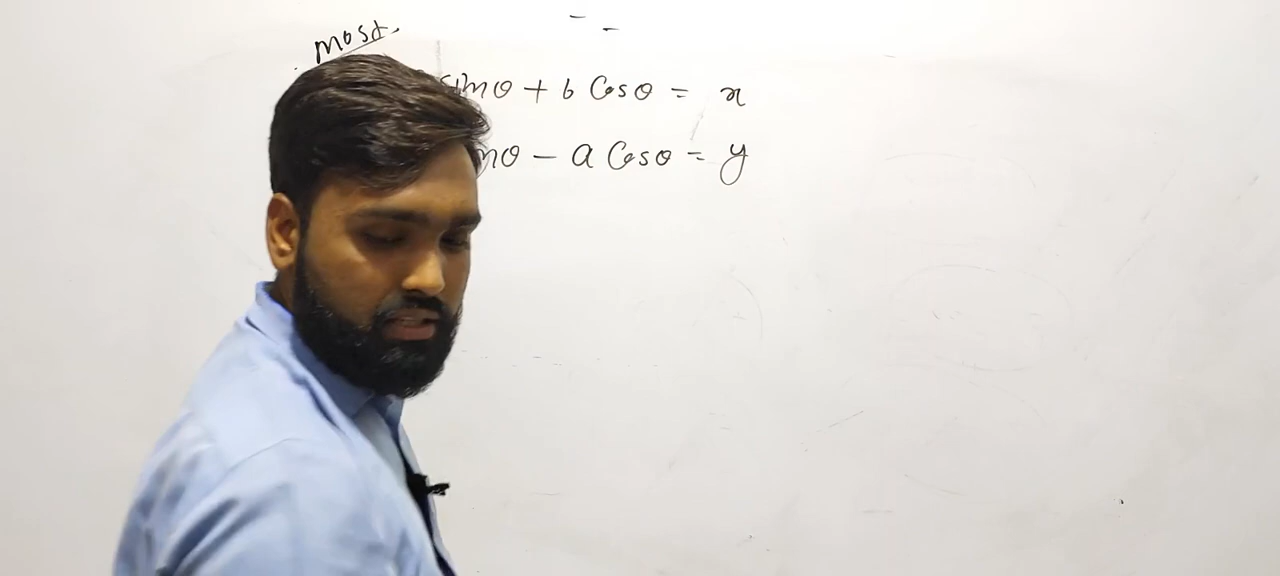 most.
sinθ + b Cosθ = x
nθ - a Cosθ = y